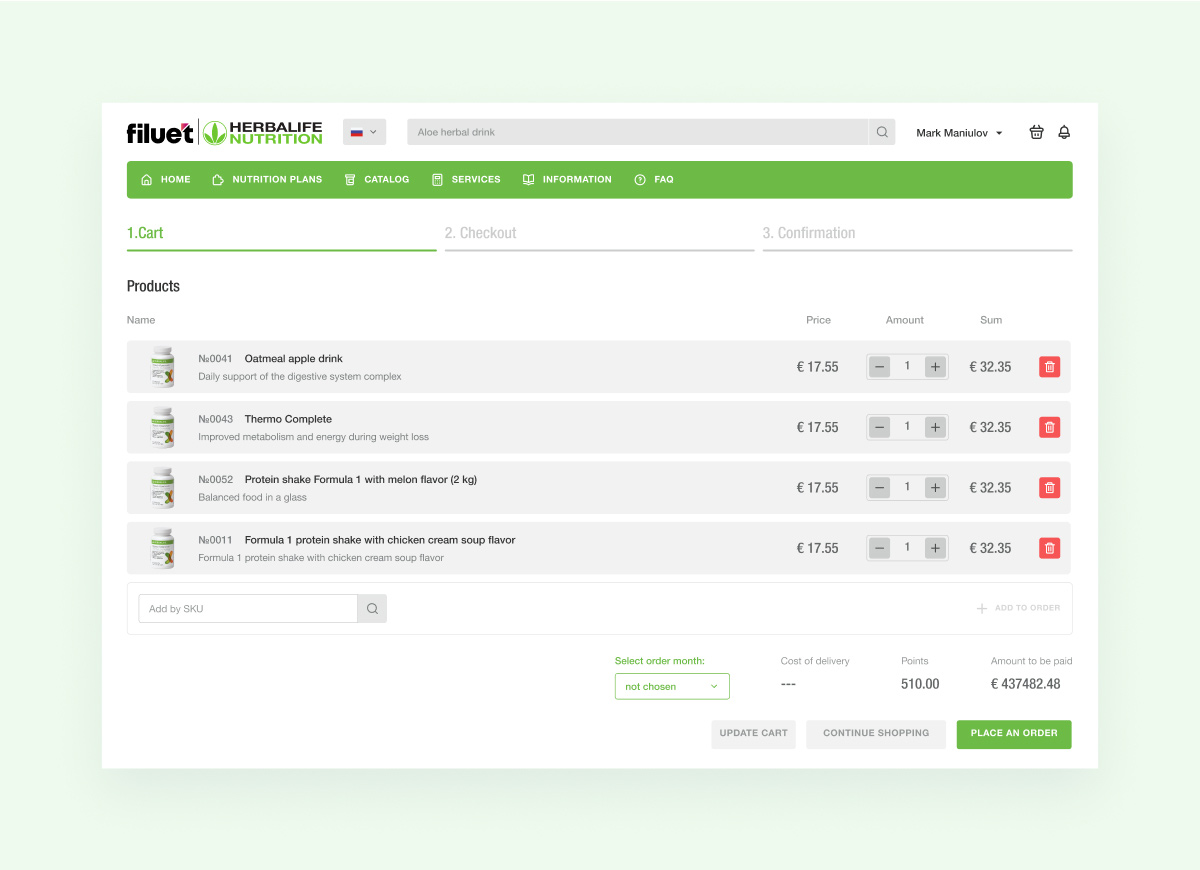 filuet HERBALIFE NUTRITION
Aloe herbal drink
Mark Maniulov
HOME NUTRITION PLANS CATALOG SERVICES INFORMATION FAQ
1.Cart 2. Checkout 3. Confirmation
Products
Name Price Amount Sum
№0041 Oatmeal apple drink
Daily support of the digestive system complex
€ 17.55 1 € 32.35
№0043 Thermo Complete
Improved metabolism and energy during weight loss
€ 17.55 1 € 32.35
№0052 Protein shake Formula 1 with melon flavor (2 kg)
Balanced food in a glass
€ 17.55 1 € 32.35
№0011 Formula 1 protein shake with chicken cream soup flavor
Formula 1 protein shake with chicken cream soup flavor
€ 17.55 1 € 32.35
Add by SKU ADD TO ORDER
Select order month: Cost of delivery Points Amount to be paid
not chosen --- 510.00 € 437482.48
UPDATE CART CONTINUE SHOPPING PLACE AN ORDER